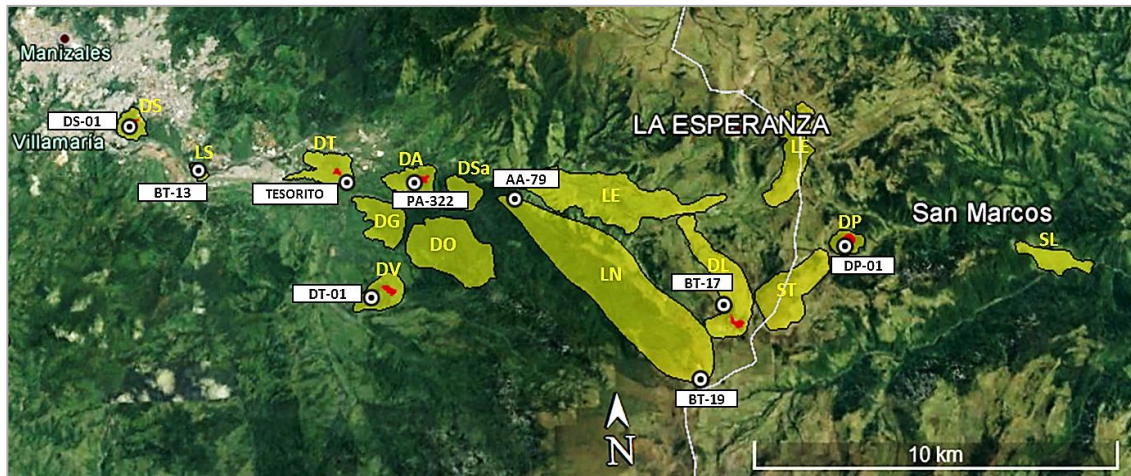 Manizales
DS
DS-01
Villamaría
LA ESPERANZA
LE
LS
BT-13
DT
TESORITO
DA
DSa
PA-322
AA-79
LE
DG
DO
DP
San Marcos
DP-01
SL
DV
DT-01
LN
DL
BT-17
ST
BT-19
N
10 km